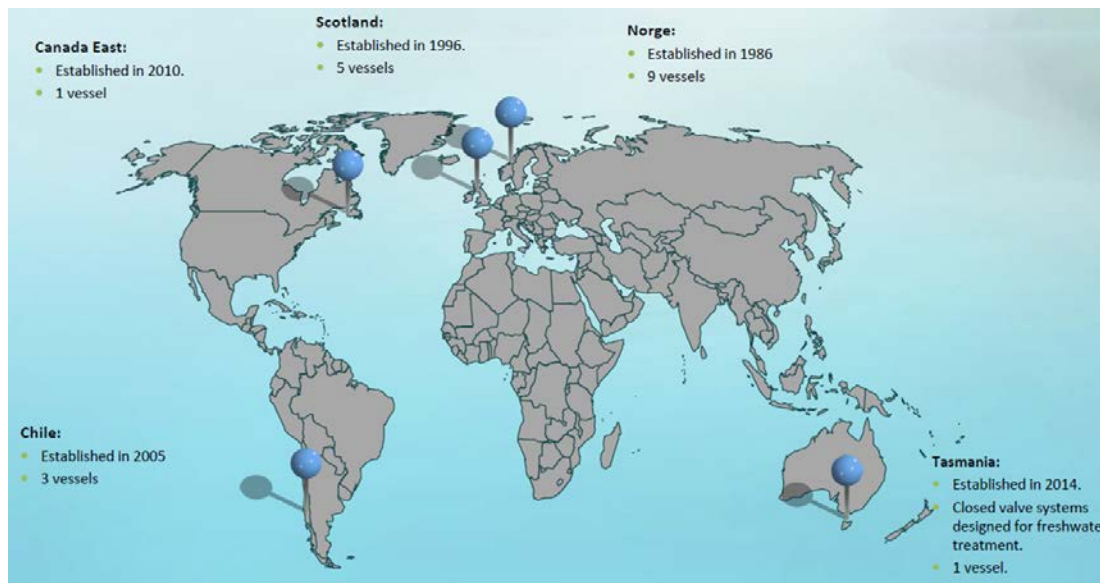 Scotland:
Established in 1996.
5 vessels
Canada East:
Established in 2010.
1 vessel
Norge:
Established in 1986
9 vessels
Chile:
Established in 2005
3 vessels
Tasmania:
Established in 2014.
Closed valve systems
designed for freshwate
treatment.
1 vessel.